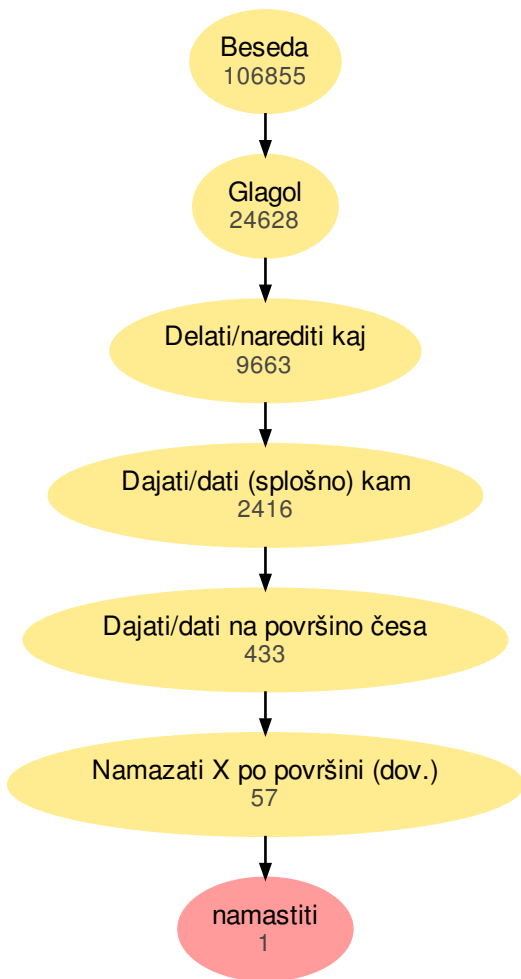 Beseda
106855
Glagol
24628
Delati/narediti kaj
9663
Dajati/dati (splošno) kam
2416
Dajati/dati na površino česa
433
Namazati X po površini (dov.)
57
namastiti
1